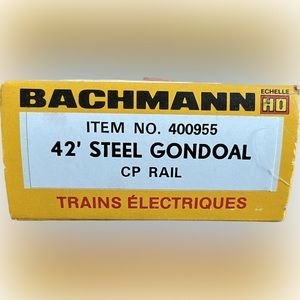 BACHMANN
ECHELLE
HO
ITEM NO. 400955
42' STEEL GONDOAL
CP RAIL
TRAINS ÉLECTRIQUES